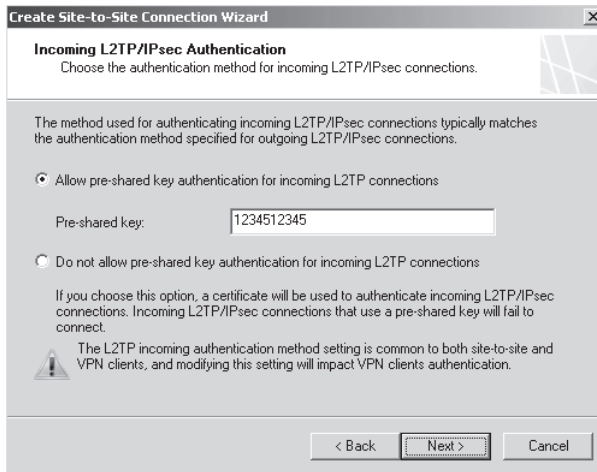 Create Site-to-Site Connection Wizard
Incoming L2TP/IPsec Authentication
Choose the authentication method for incoming L2TP/IPsec connections.
The method used for authenticating incoming L2TP/IPsec connections typically matches
the authentication method specified for outgoing L2TP/IPsec connections.
Allow pre-shared key authentication for incoming L2TP connections
Pre-shared key: 1234512345
Do not allow pre-shared key authentication for incoming L2TP connections
If you choose this option, a certificate will be used to authenticate incoming L2TP/IPsec
connections. Incoming L2TP/IPsec connections that use a pre-shared key will fail to
connect.
The L2TP incoming authentication method setting is common to both site-to-site and
VPN clients, and modifying this setting will impact VPN clients authentication.
< Back Next > Cancel